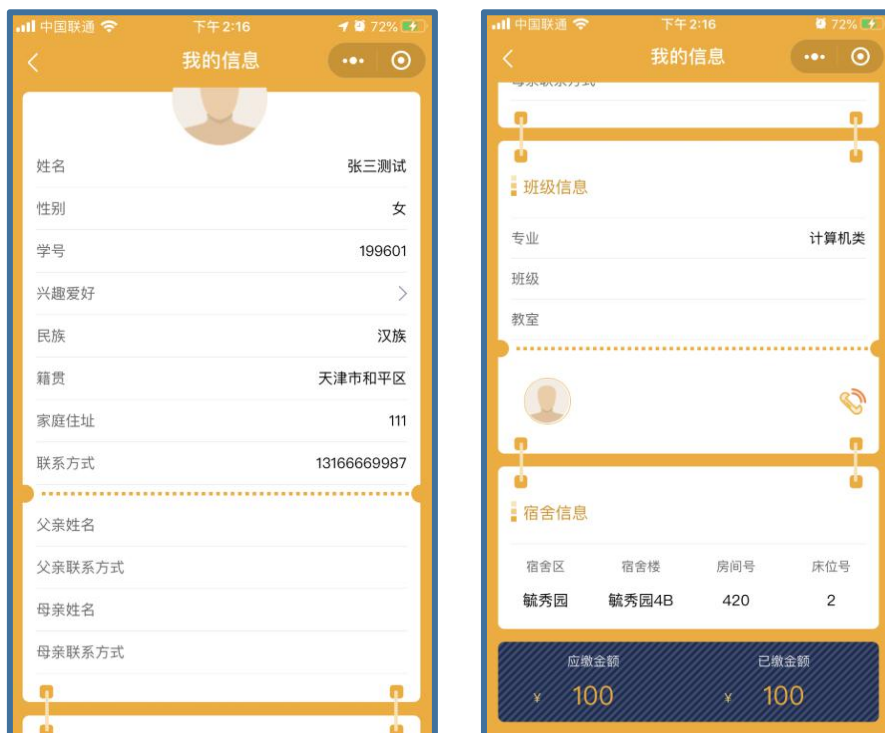 中国联通 下午2:16 72%
我的信息
姓名 张三测试
性别 女
学号 199601
兴趣爱好
民族 汉族
籍贯 天津市和平区
家庭住址 111
联系方式 13166669987
父亲姓名
父亲联系方式
母亲姓名
母亲联系方式
中国联通 下午2:16 72%
我的信息
母亲联系方式
班级信息
专业 计算机类
班级
教室
宿舍信息
宿舍区 宿舍楼 房间号 床位号
毓秀园 毓秀园4B 420 2
应缴金额 已缴金额
¥ 100 ¥ 100